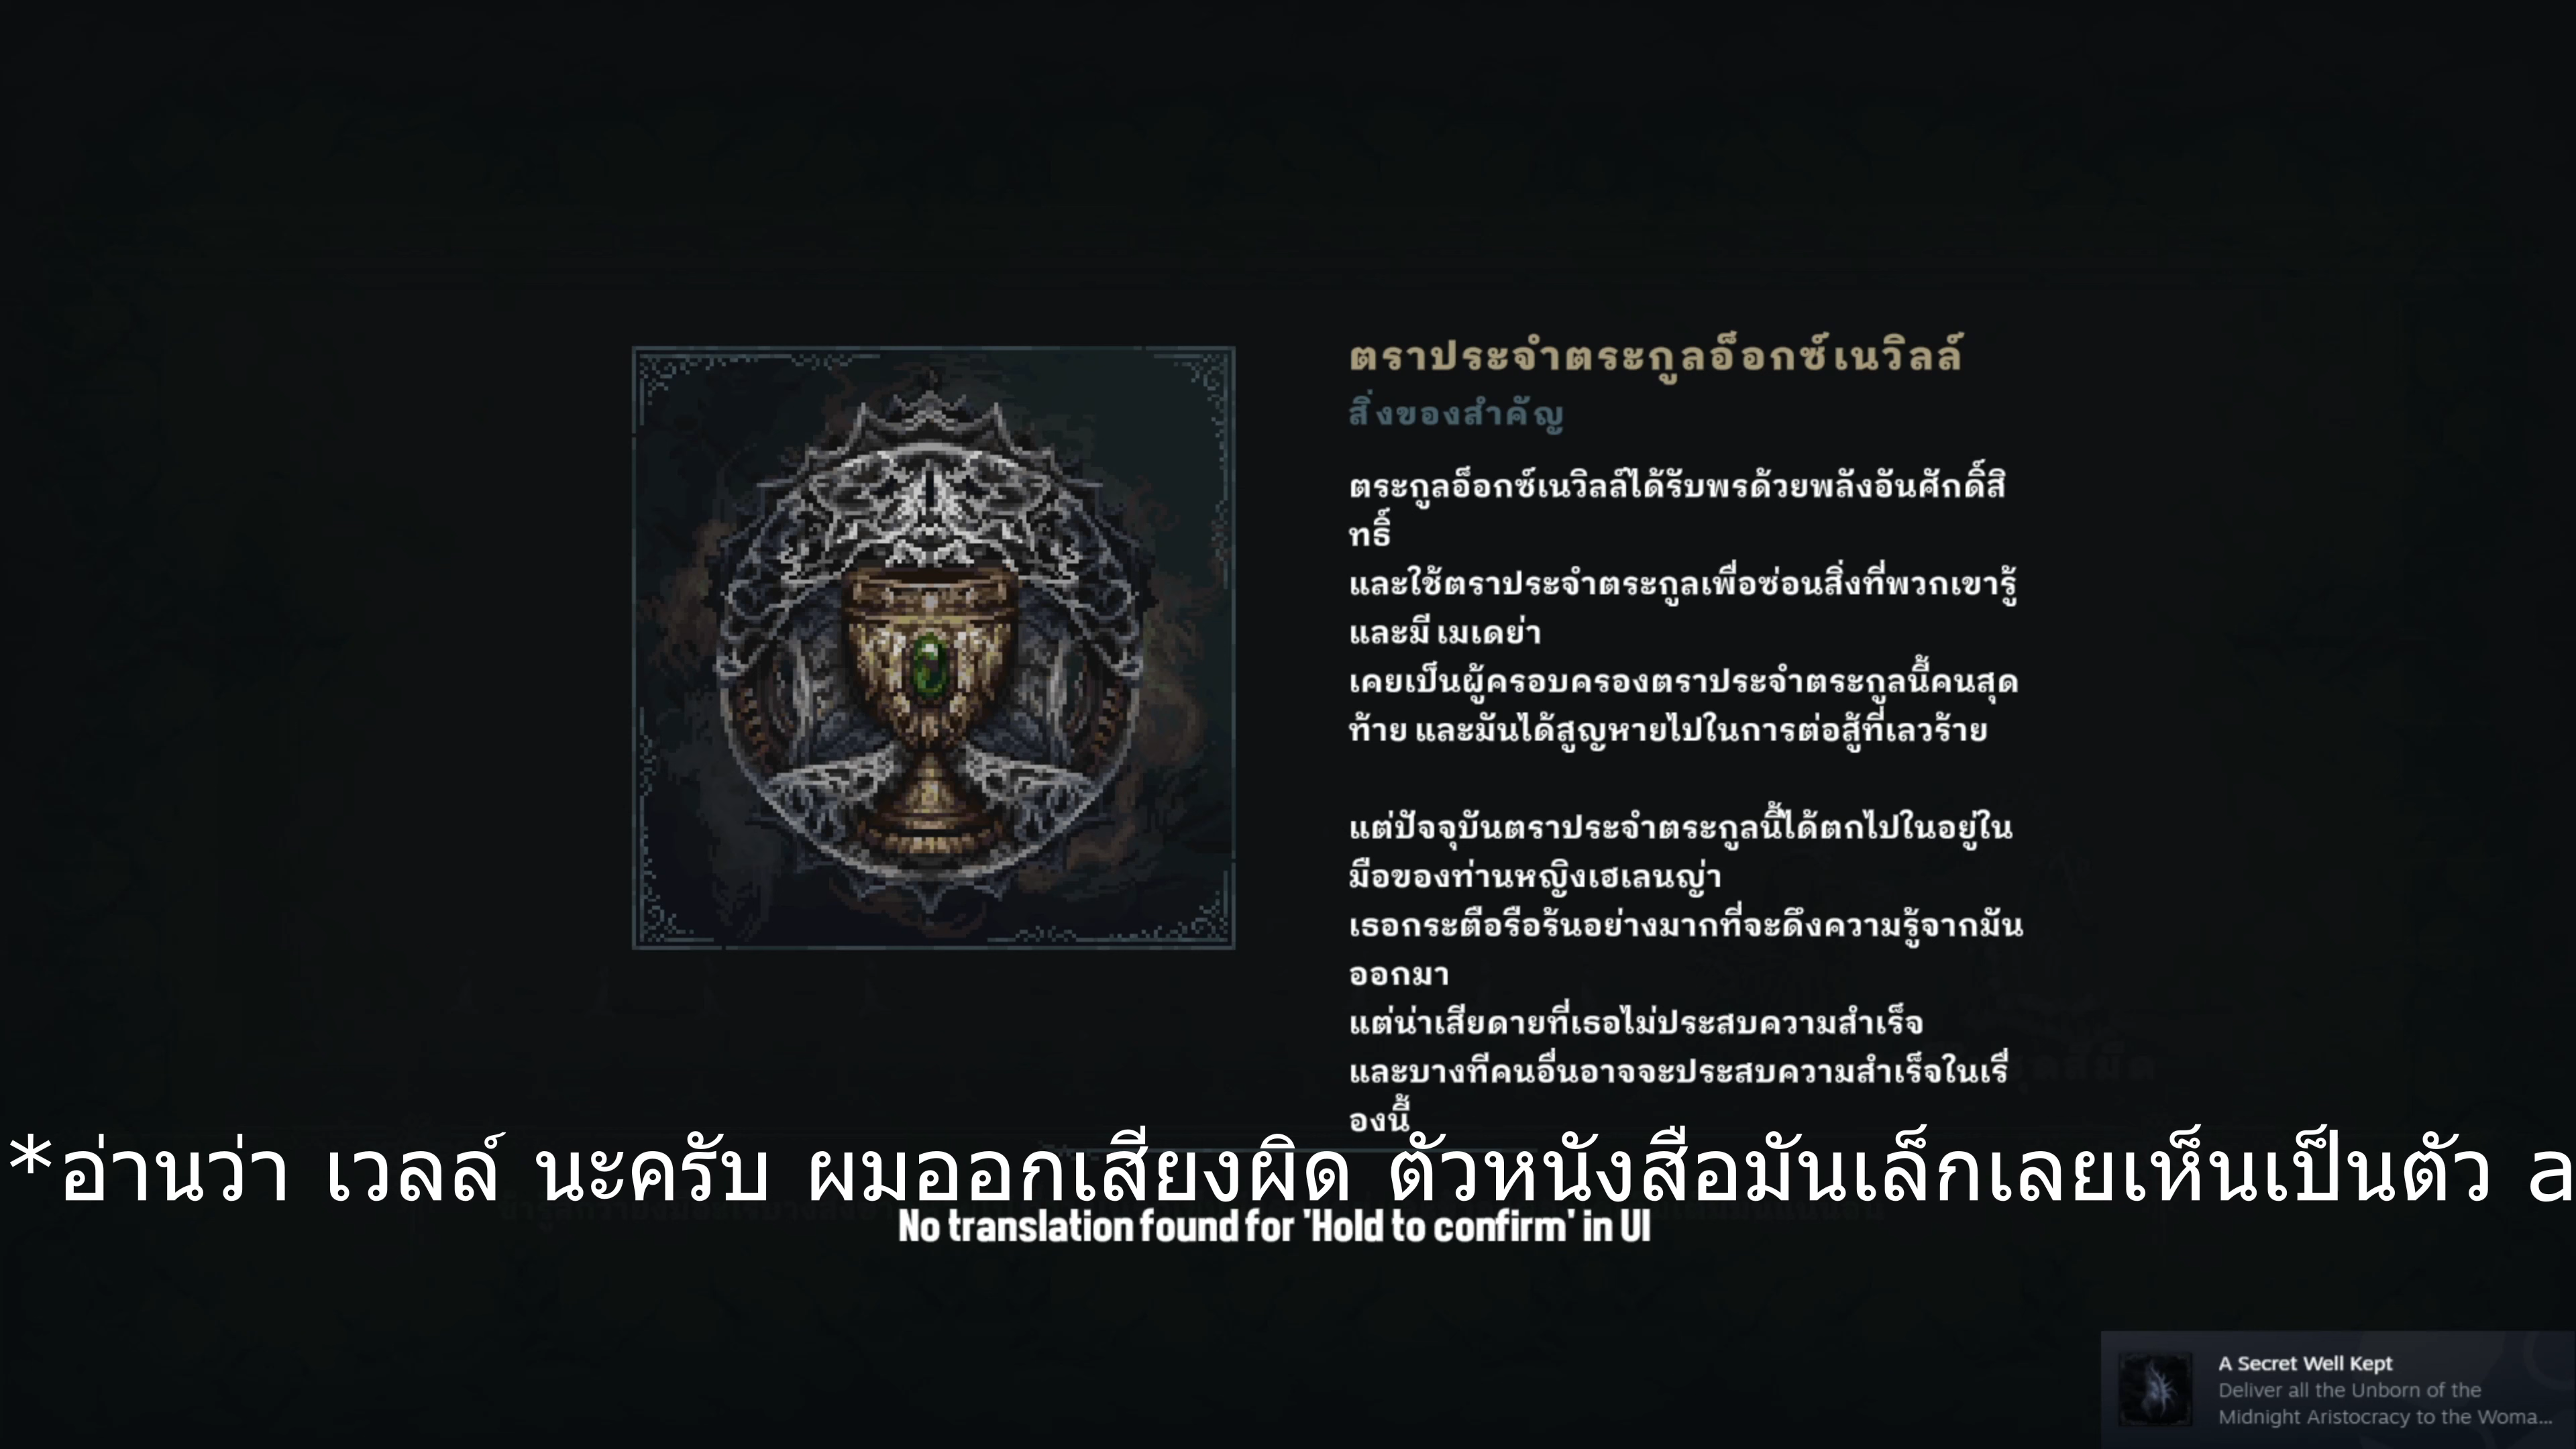 ตราประจำตระกูลอ็อกซ์เนวิลล์
สิ่งของสำคัญ
ตระกูลอ็อกซ์เนวิลล์ได้รับพรด้วยพลังอันศักดิ์สิ
ทธิ์
และใช้ตราประจำตระกูลเพื่อซ่อนสิ่งที่พวกเขารู้
และมี เมเดย่า
เคยเป็นผู้ครอบครองตราประจำตระกูลนี้คนสุด
ท้าย และมันได้สูญหายไปในการต่อสู้ที่เลวร้าย
แต่ปัจจุบันตราประจำตระกูลนี้ได้ตกไปในอยู่ใน
มือของท่านหญิงเฮเลนญ่า
เธอกระตือรือร้นอย่างมากที่จะดึงความรู้จากมัน
ออกมา
แต่น่าเสียดายที่เธอไม่ประสบความสำเร็จ
และบางทีคนอื่นอาจจะประสบความสำเร็จในเรื่
องนี้
*อ่านว่า เวลล์ นะครับ ผมออกเสียงผิด ตัวหนังสือมันเล็กเลยเห็นเป็นตัว a
No translation found for 'Hold to confirm' in UI
A Secret Well Kept
Deliver all the Unborn of the
Midnight Aristocracy to the Woma...